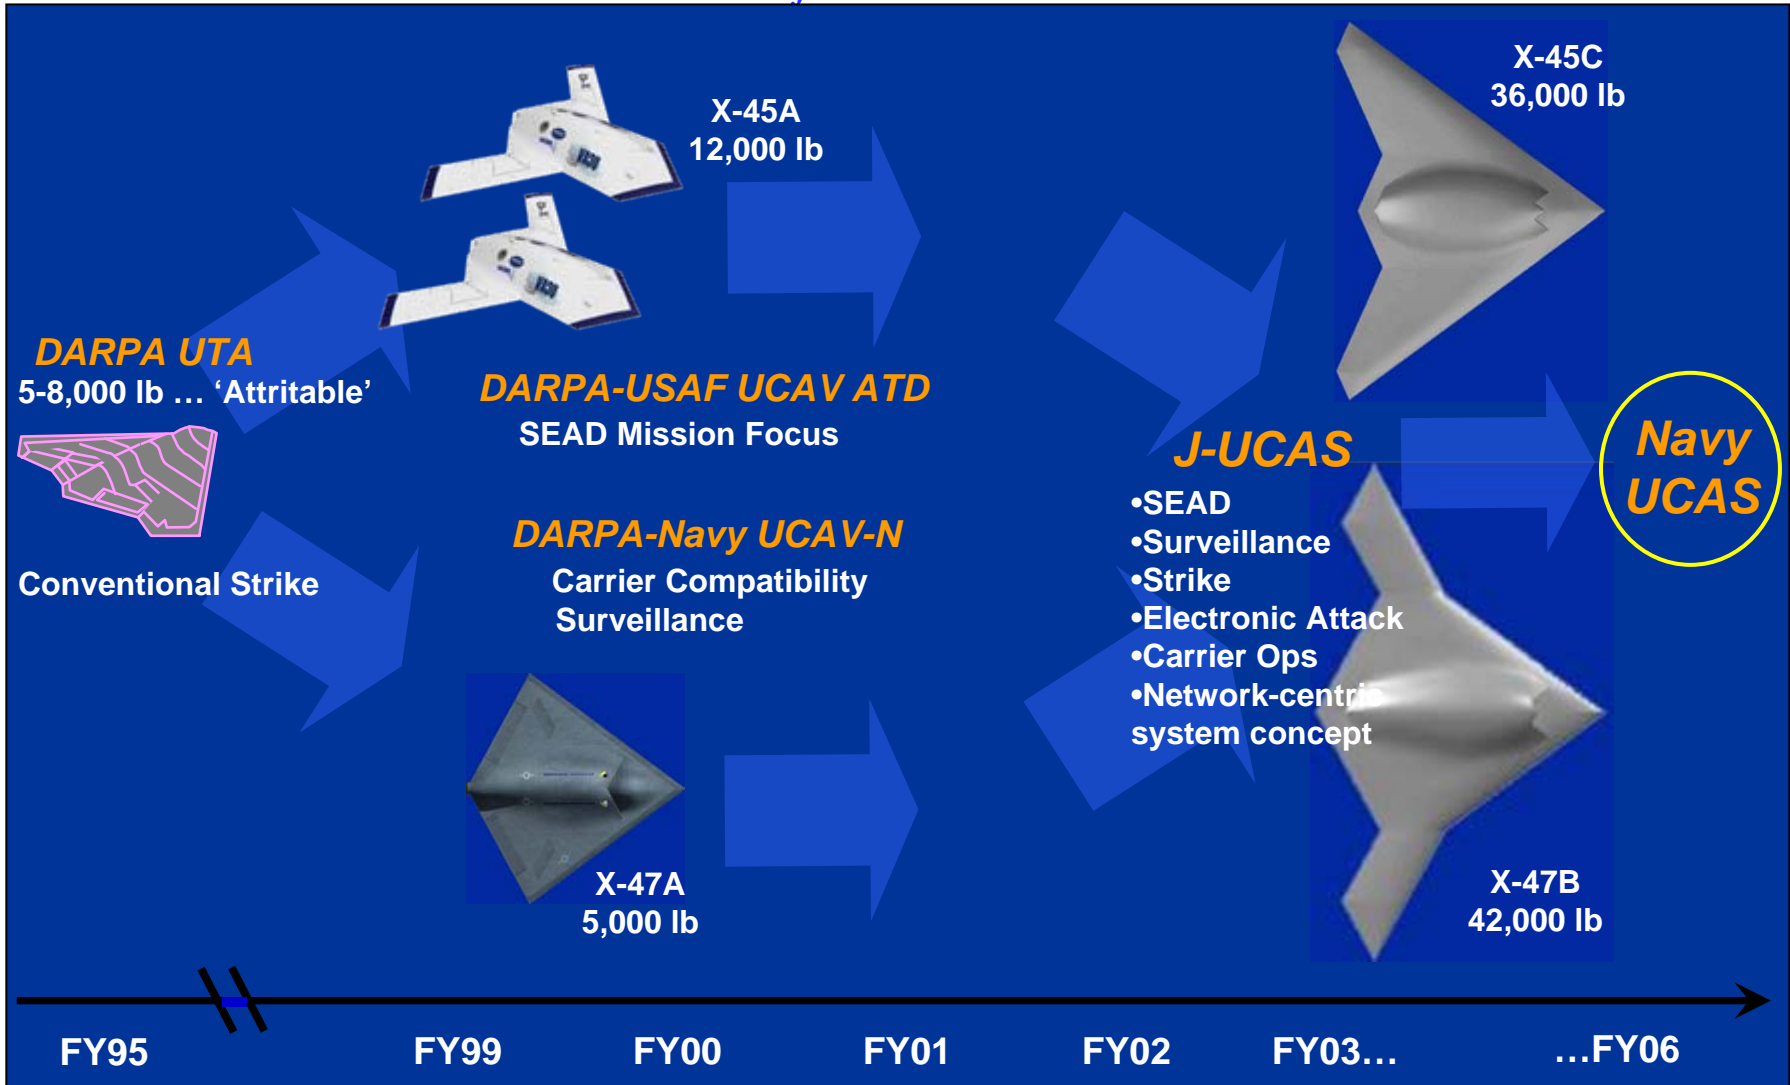 X-45A
12,000 lb
X-45C
36,000 lb
DARPA UTA
5-8,000 lb … ‘Attritable’
Conventional Strike
DARPA-USAF UCAV ATD
SEAD Mission Focus
DARPA-Navy UCAV-N
Carrier Compatibility
Surveillance
X-47A
5,000 lb
J-UCAS
•SEAD
•Surveillance
•Strike
•Electronic Attack
•Carrier Ops
•Network-centric
system concept
Navy
UCAS
X-47B
42,000 lb
FY95
FY99
FY00
FY01
FY02
FY03…
…FY06